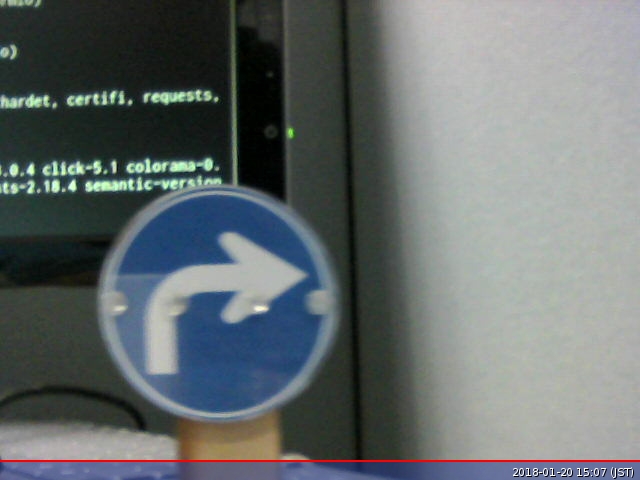 o)
hardet, certifi, requests,
.0.4 click-5.1 colorama-0.
ts-2.18.4 semantic-version
2018-01-20 15:07 (JST)